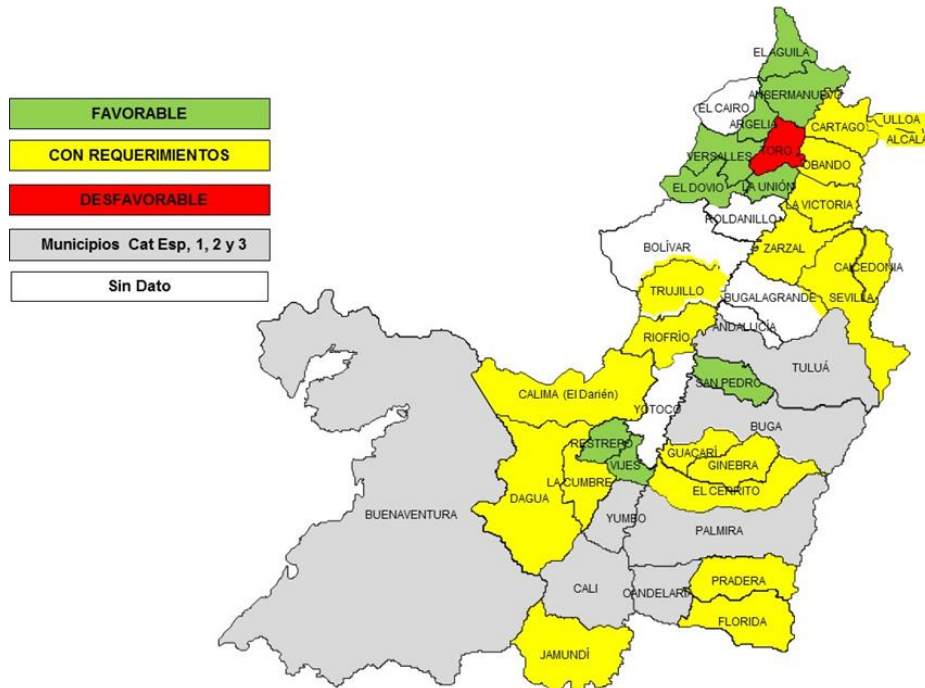 FAVORABLE
CON REQUERIMIENTOS
DESFAVORABLE
Municipios Cat Esp, 1, 2 y 3
Sin Dato
EL AGUILA
ANSERMANUEVO
EL CAIRO
ARGELIA
CARTAGO
ULLOA
ALCALA
VERSALLES
TORO
OBANDO
EL DOVIO
LA UNIÓN
LA VICTORIA
ROLDANILLO
BOLÍVAR
ZARZAL
CAICEDONIA
TRUJILLO
BUGALAGRANDE
SEVILLA
ANDALUCÍA
RIOFRÍO
TULUÁ
SAN PEDRO
CALIMA (El Darién)
YOTOCO
BUGA
RESTREPO
GUACARÍ
VIJES
GINEBRA
LA CUMBRE
DAGUA
EL CERRITO
BUENAVENTURA
YUMBO
PALMIRA
CALI
CANDELARIA
PRADERA
FLORIDA
JAMUNDÍ